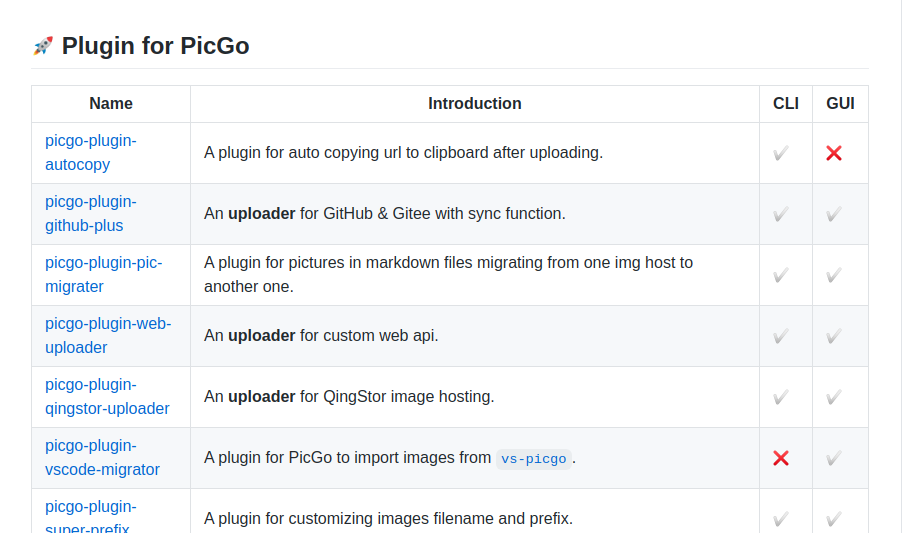 🚀 Plugin for PicGo
Name Introduction CLI GUI
picgo-plugin-
autocopy
A plugin for auto copying url to clipboard after uploading. ✔️ ❌
picgo-plugin-
github-plus
An uploader for GitHub & Gitee with sync function. ✔️ ✔️
picgo-plugin-pic-
migrater
A plugin for pictures in markdown files migrating from one img host to
another one. ✔️ ✔️
picgo-plugin-web-
uploader
An uploader for custom web api. ✔️ ✔️
picgo-plugin-
qingstor-uploader
An uploader for QingStor image hosting. ✔️ ✔️
picgo-plugin-
vscode-migrator
A plugin for PicGo to import images from vs-picgo. ❌ ✔️
picgo-plugin-
super-prefix
A plugin for customizing images filename and prefix. ✔️ ✔️